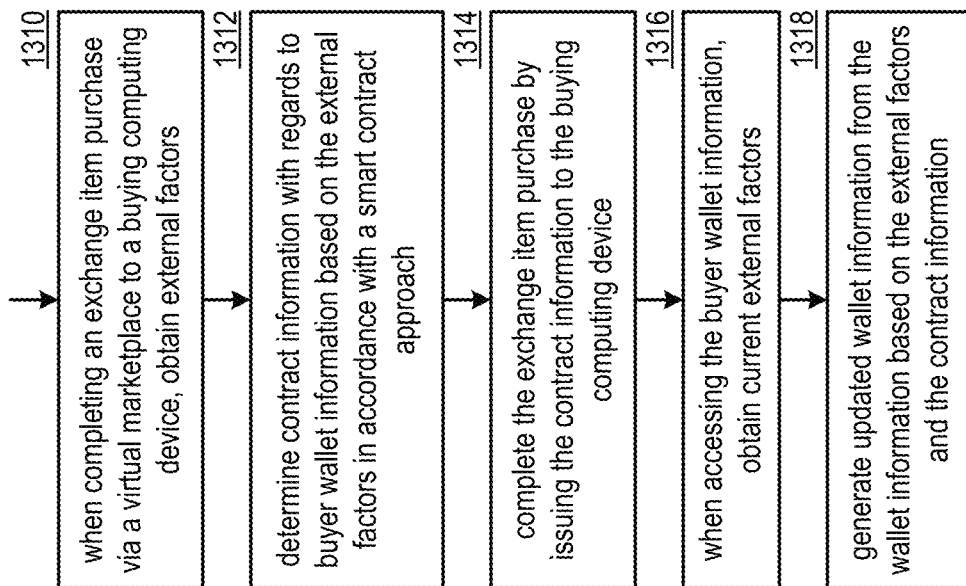 1310
when completing an exchange item purchase
via a virtual marketplace to a buying computing
device, obtain external factors
1312
determine contract information with regards to
buyer wallet information based on the external
factors in accordance with a smart contract
approach
1314
complete the exchange item purchase by
issuing the contract information to the buying
computing device
1316
when accessing the buyer wallet information,
obtain current external factors
1318
generate updated wallet information from the
wallet information based on the external factors
and the contract information